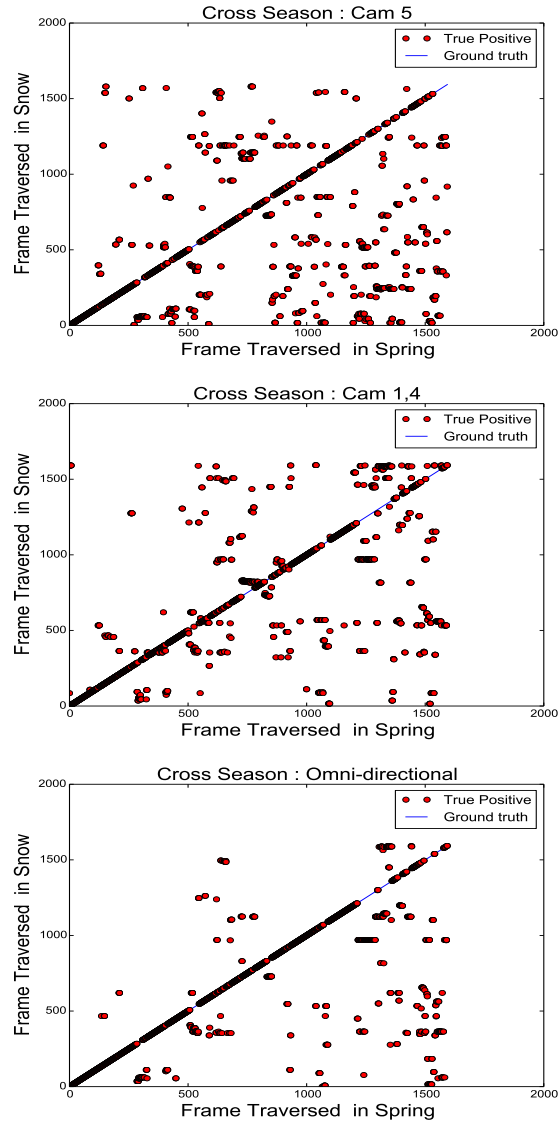 Cross Season : Cam 5
2000
True Positive
Ground truth
1500
1000
500
0
0 500 1000 1500 2000
Frame Traversed in Snow
Frame Traversed in Spring
Cross Season : Cam 1,4
2000
True Positive
Ground truth
1500
1000
500
0
0 500 1000 1500 2000
Frame Traversed in Snow
Frame Traversed in Spring
Cross Season : Omni-directional
2000
True Positive
Ground truth
1500
1000
500
0
0 500 1000 1500 2000
Frame Traversed in Snow
Frame Traversed in Spring